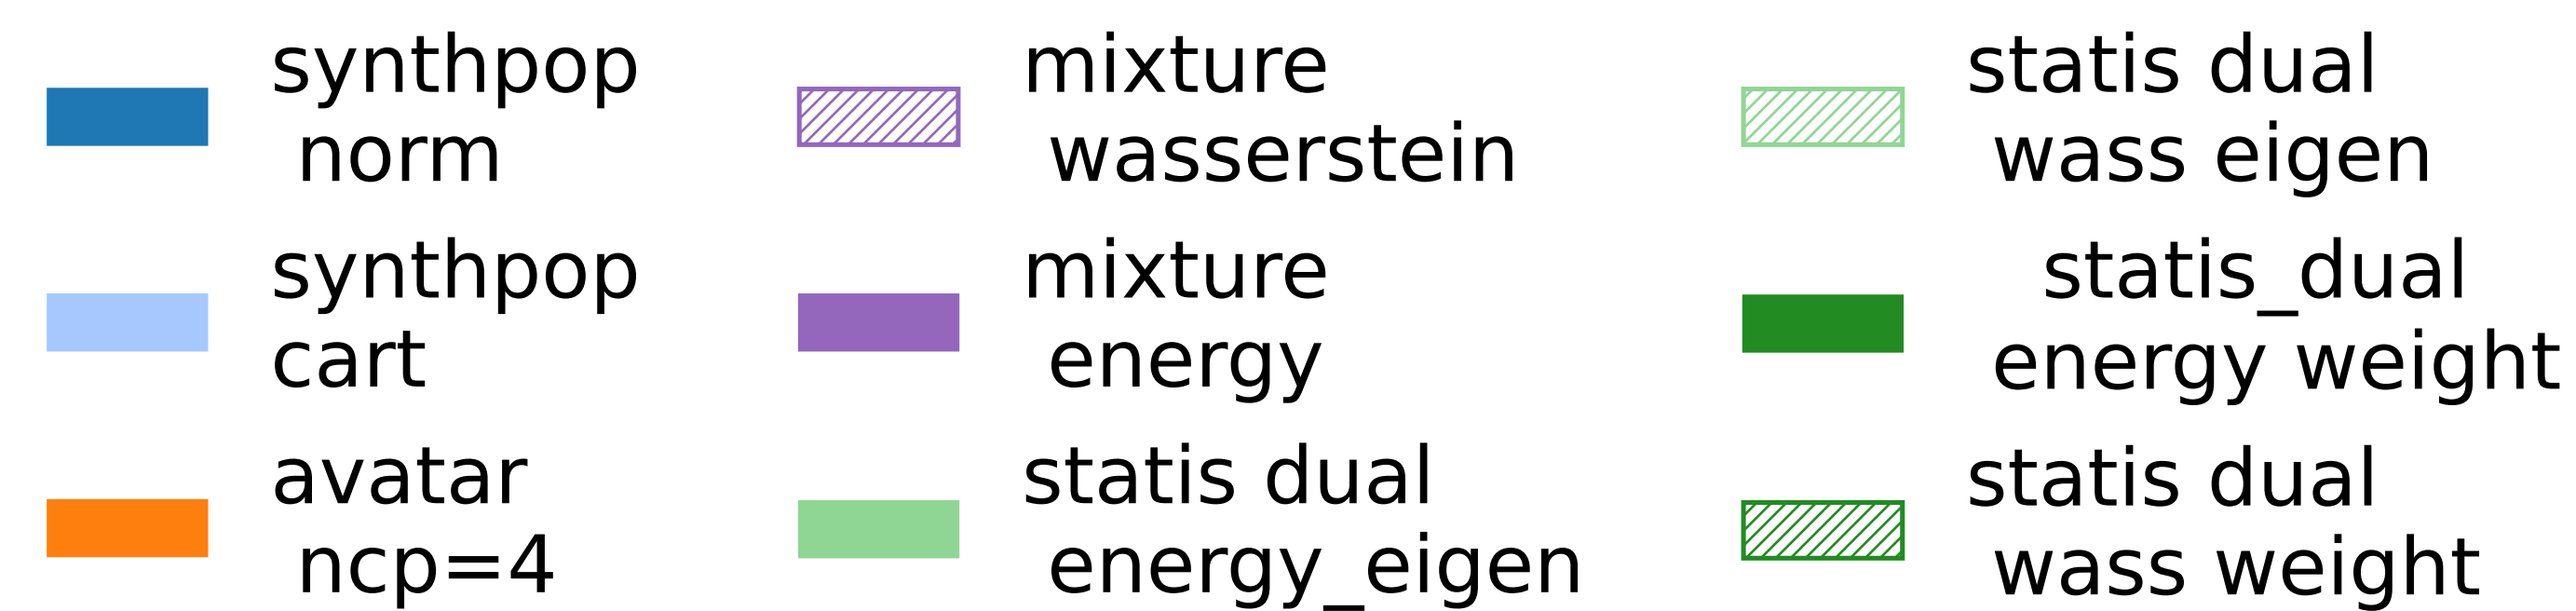 synthpop
norm
synthpop
cart
avatar
ncp=4
mixture
wasserstein
mixture
energy
statis dual
energy_eigen
statis dual
wass eigen
statis_dual
energy weight
statis dual
wass weight